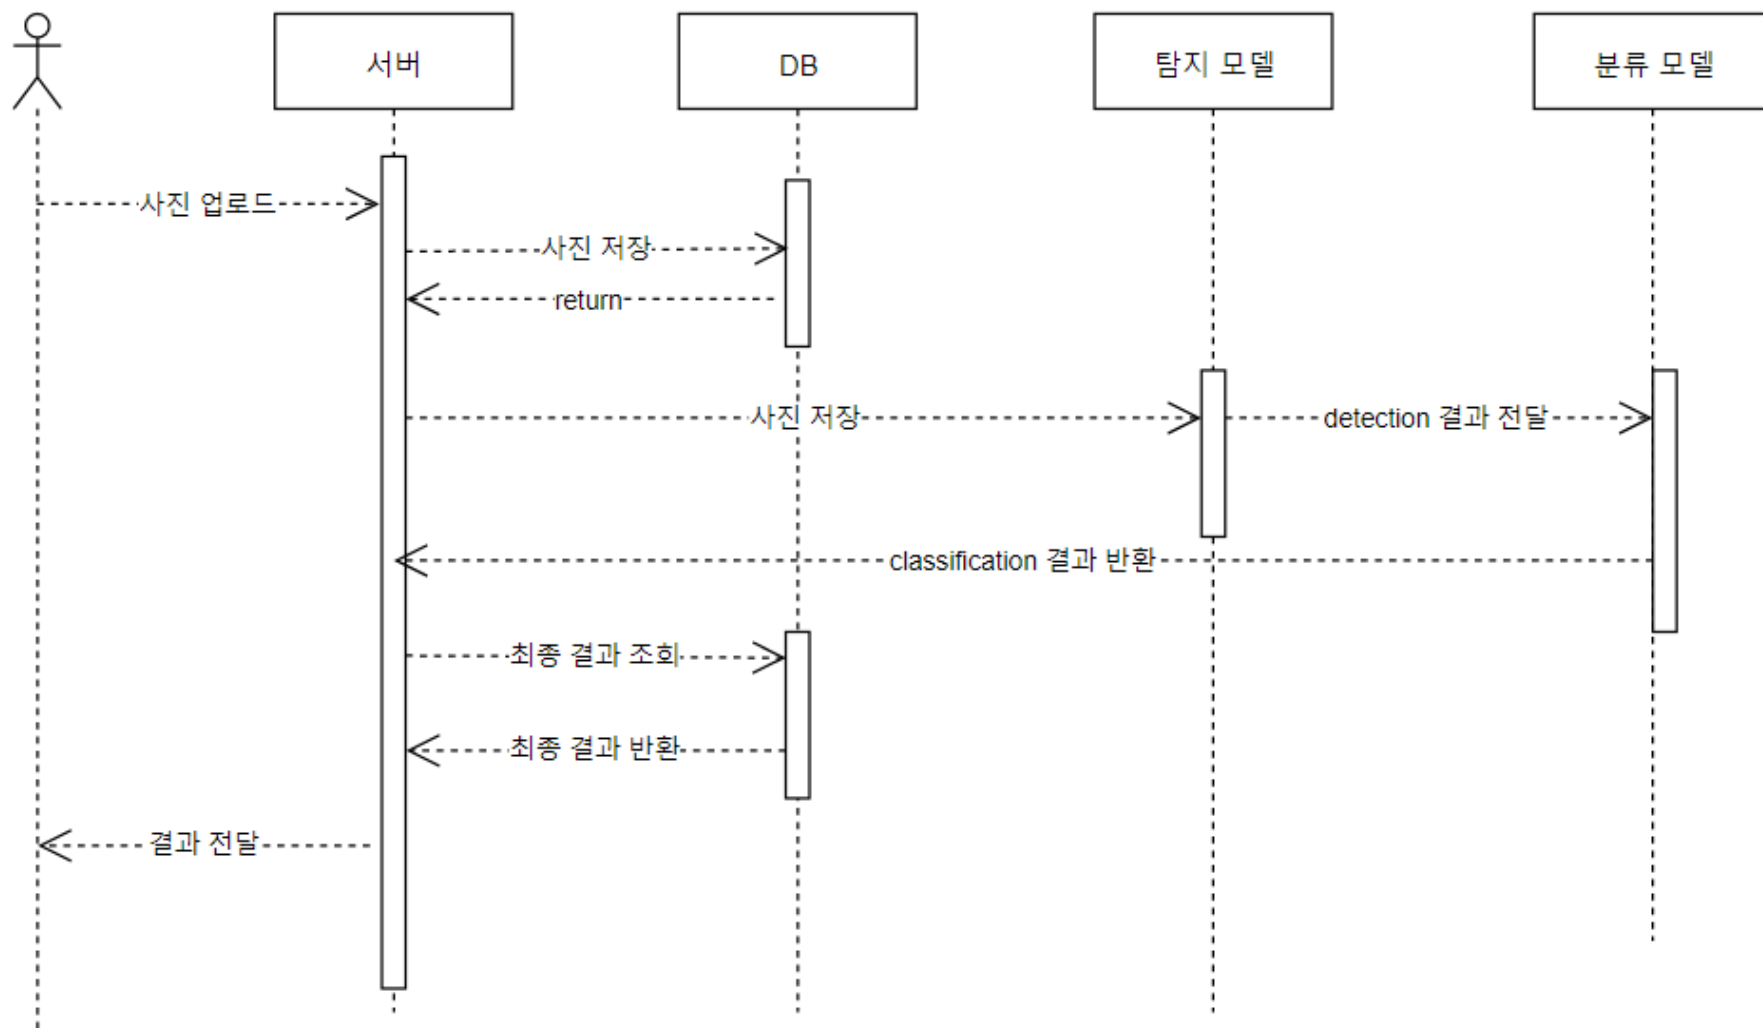 서버
DB
탐지 모델
분류 모델
사진 업로드
사진 저장
return
사진 저장
detection 결과 전달
classification 결과 반환
최종 결과 조회
최종 결과 반환
결과 전달